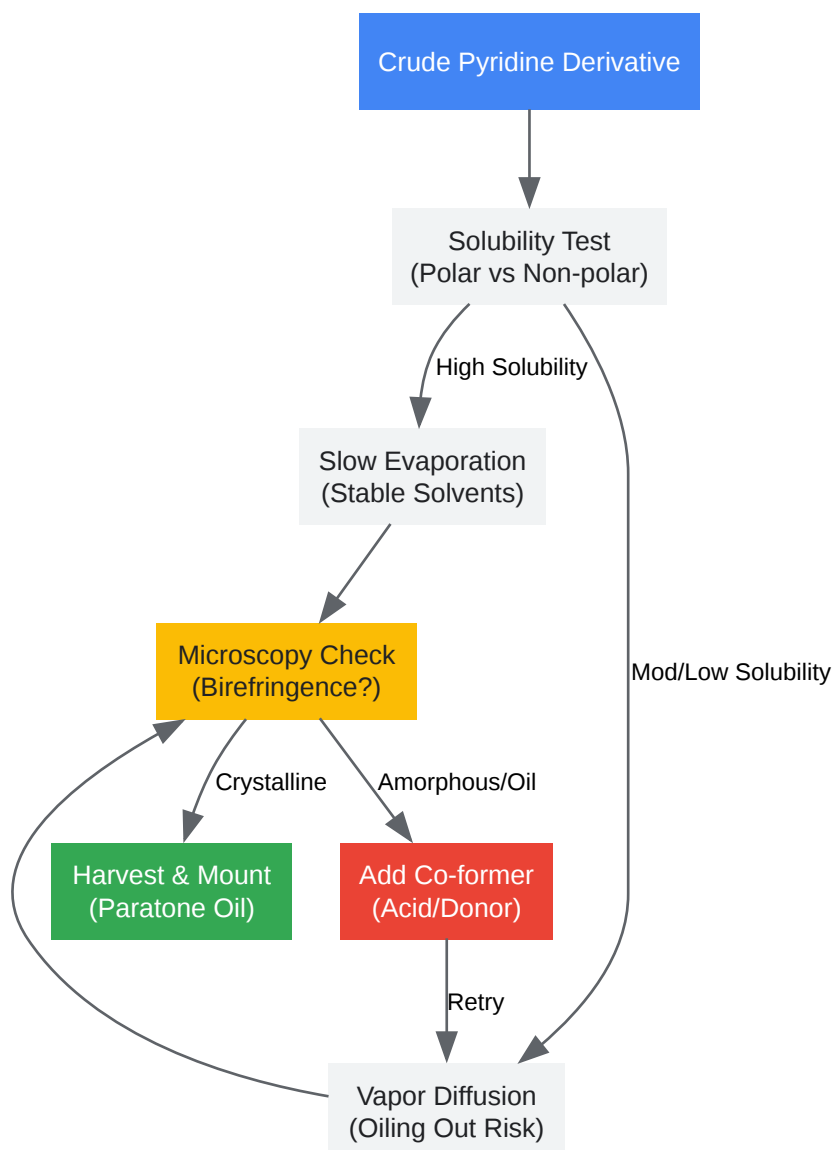 Crude Pyridine Derivative
Solubility Test
(Polar vs Non-polar)
High Solubility
Slow Evaporation
(Stable Solvents)
Microscopy Check
(Birefringence?)
Mod/Low Solubility
Crystalline
Amorphous/Oil
Harvest & Mount
(Paratone Oil)
Add Co-former
(Acid/Donor)
Retry
Vapor Diffusion
(Oiling Out Risk)